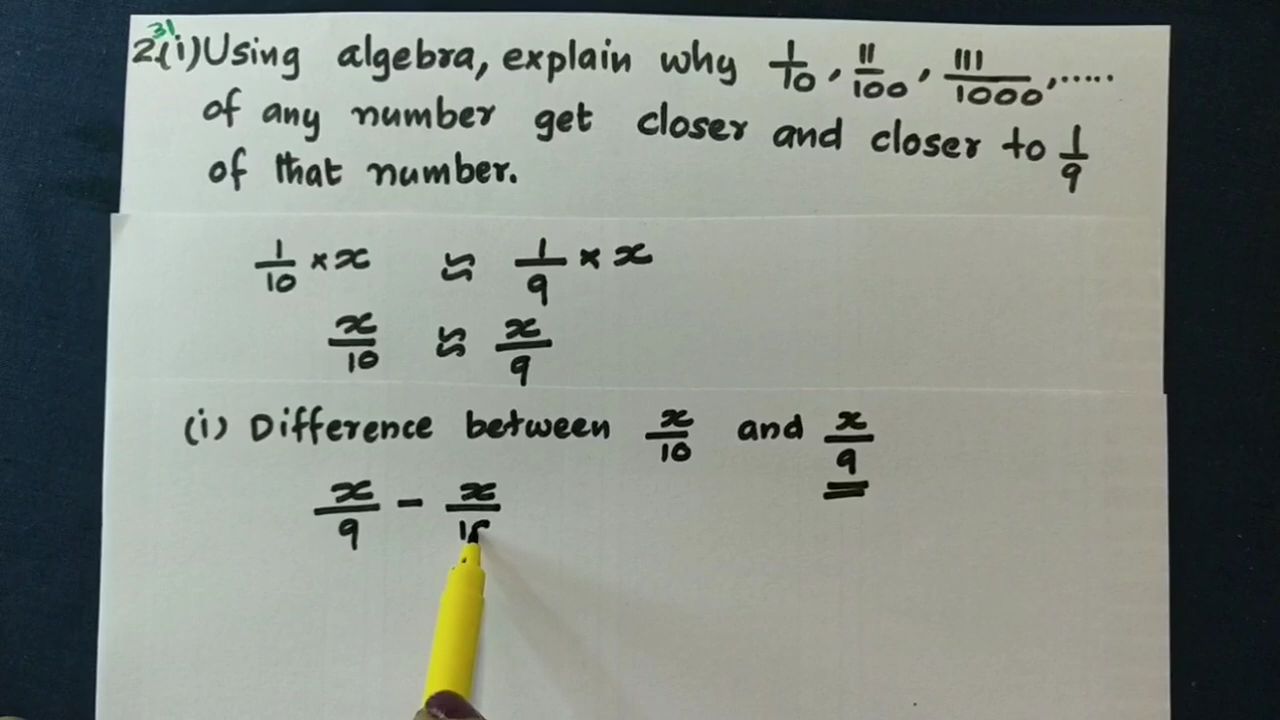 31
2.(i) Using algebra, explain why 1/10, 11/100, 111/1000, .....
of any number get closer and closer to 1/9
of that number.
1/10 × x ≈ 1/9 × x
x/10 ≈ x/9
(i) Difference between x/10 and x/9
x/9 - x/10